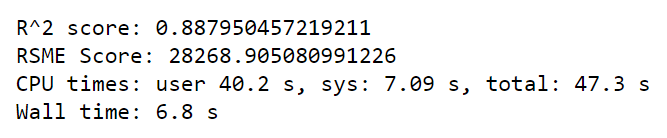 R^2 score: 0.887950457219211
RSME Score: 28268.905080991226
CPU times: user 40.2 s, sys: 7.09 s, total: 47.3 s
Wall time: 6.8 s